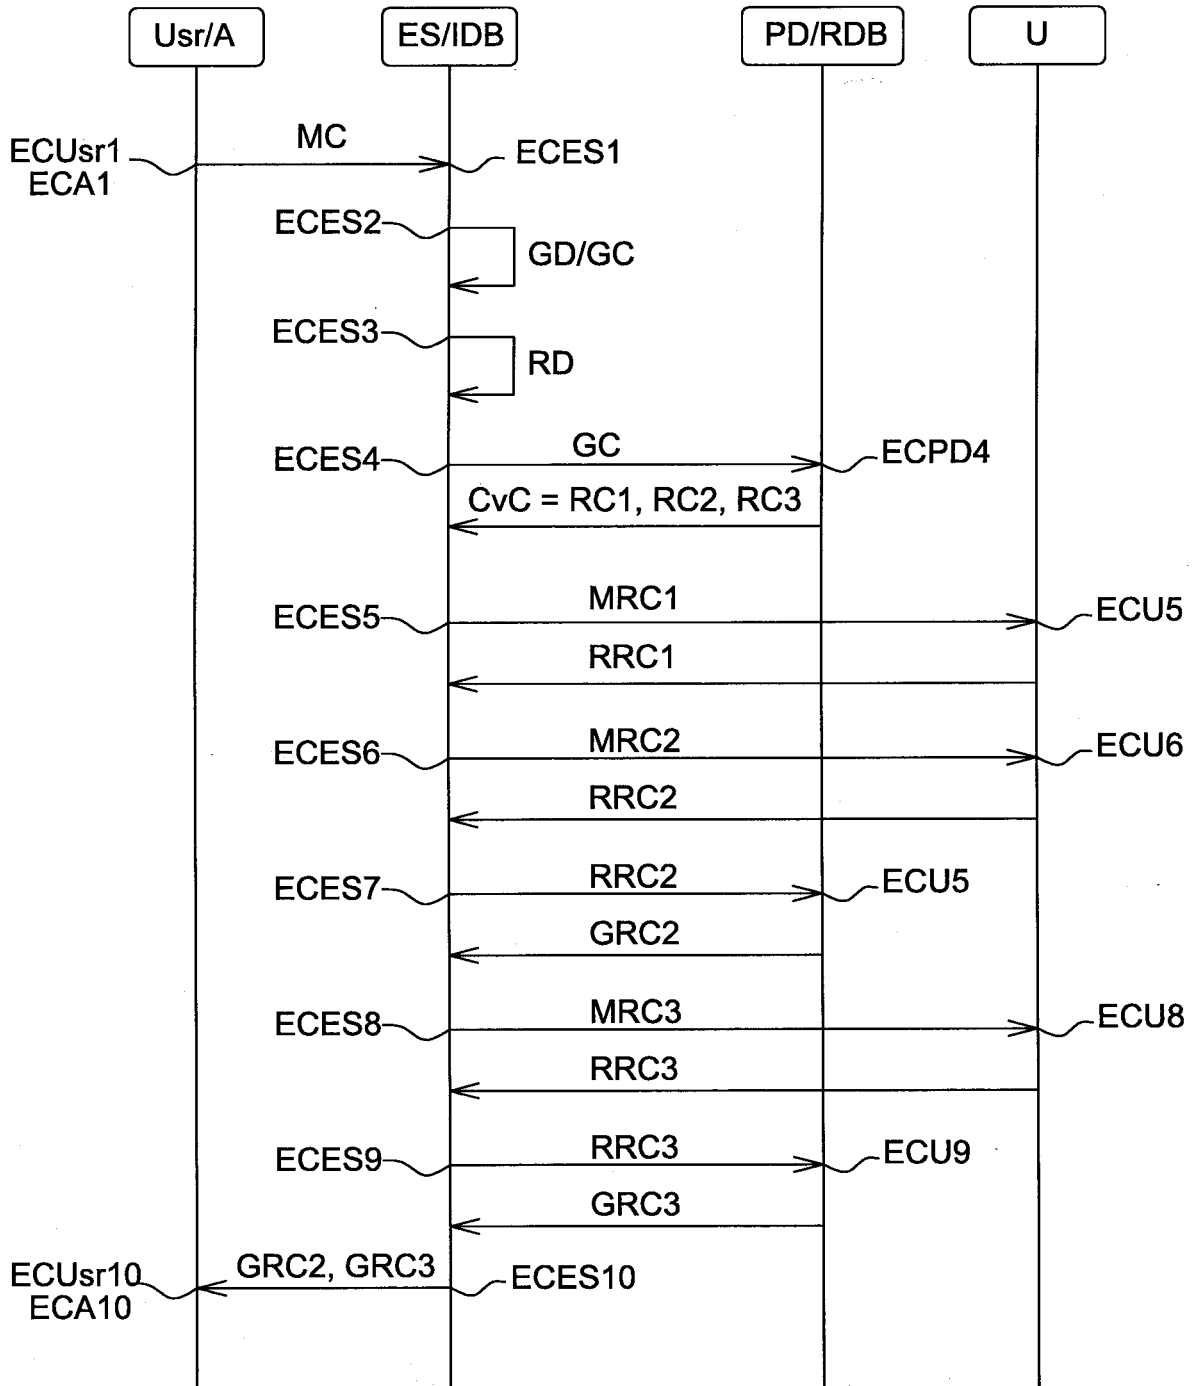 Usr/A
ES/IDB
PD/RDB
U
MC
ECUsr1
ECA1
ECES1
ECES2
GD/GC
ECES3
RD
GC
ECES4
ECPD4
CvC = RC1, RC2, RC3
MRC1
ECES5
ECU5
RRC1
MRC2
ECES6
ECU6
RRC2
RRC2
ECES7
ECU5
GRC2
MRC3
ECES8
ECU8
RRC3
RRC3
ECES9
ECU9
GRC3
GRC2, GRC3
ECUsr10
ECA10
ECES10